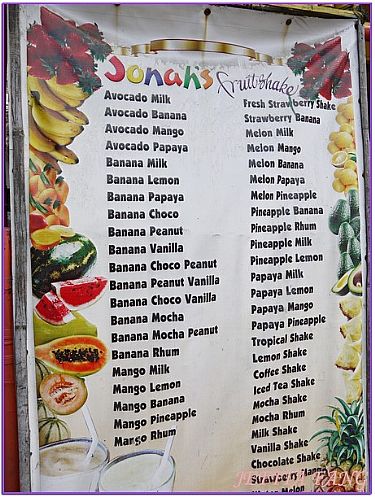 Jonah's fruitshake
Avocado Milk
Avocado Banana
Avocado Mango
Avocado Papaya
Banana Milk
Banana Lemon
Banana Papaya
Banana Choco
Banana Peanut
Banana Vanilla
Banana Choco Peanut
Banana Peanut Vanilla
Banana Choco Vanilla
Banana Mocha
Banana Mocha Peanut
Banana Rhum
Mango Milk
Mango Lemon
Mango Banana
Mango Pineapple
Mango Rhum
Fresh Strawberry Shake
Strawberry Banana
Melon Milk
Melon Mango
Melon Banana
Melon Papaya
Melon Pineapple
Pineapple Banana
Pineapple Rhum
Pineapple Milk
Pineapple Lemon
Papaya Milk
Papaya Lemon
Papaya Mango
Papaya Pineapple
Tropical Shake
Lemon Shake
Coffee Shake
Iced Tea Shake
Mocha Shake
Mocha Rhum
Milk Shake
Vanilla Shake
Chocolate Shake
Strawberry
Melon